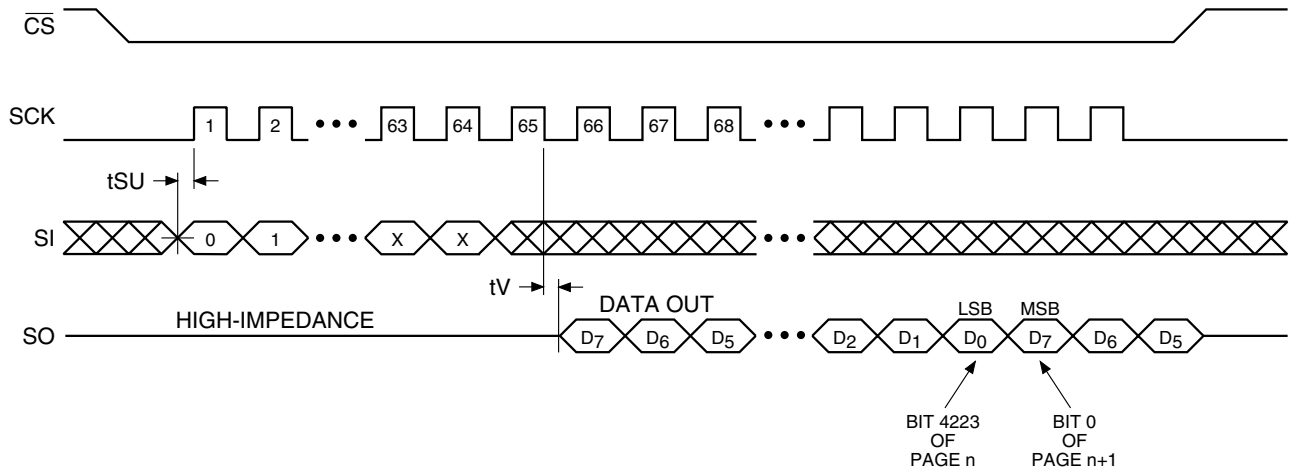 CS
SCK 1 2 ••• 63 64 65 66 67 68 •••
tSU
SI 0 1 ••• X X •••
tV
DATA OUT
HIGH-IMPEDANCE
LSB MSB
SO D7 D6 D5 ••• D2 D1 D0 D7 D6 D5
BIT 4223
OF
PAGE n
BIT 0
OF
PAGE n+1